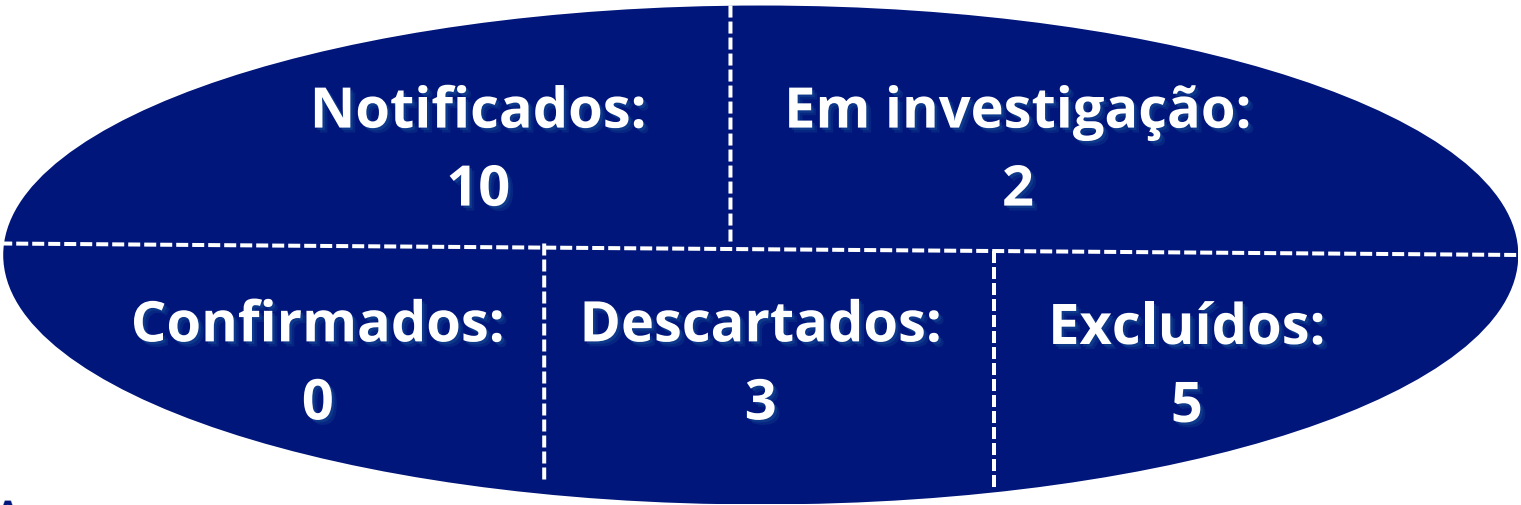 Notificados:
10
Em investigação:
2
Confirmados:
0
Descartados:
3
Excluídos:
5